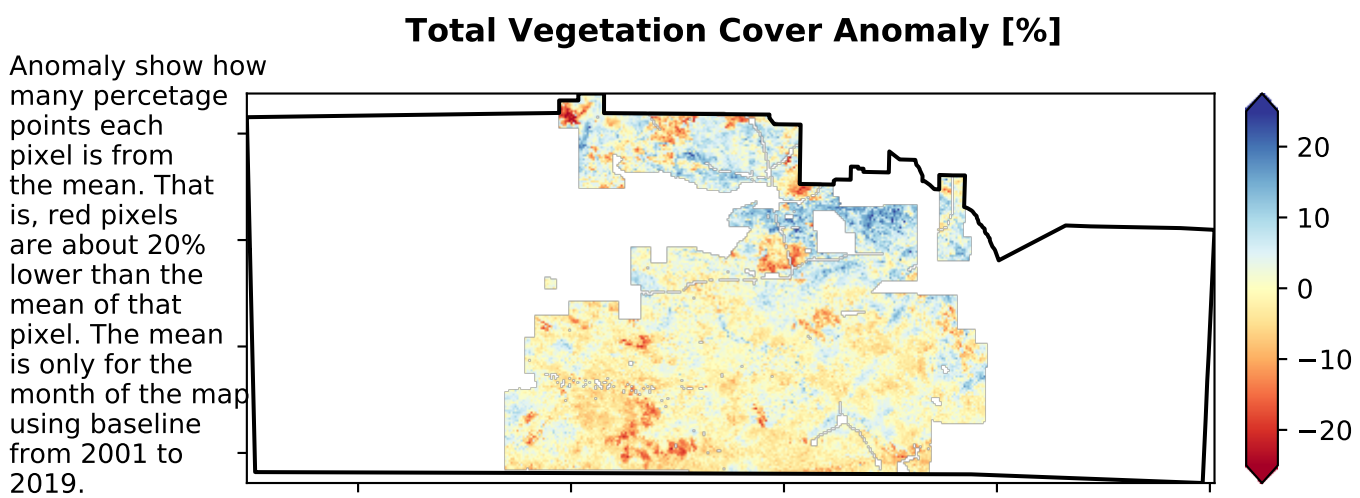 Total Vegetation Cover Anomaly [%]
Anomaly show how
many percetage
points each
pixel is from
the mean. That
is, red pixels
are about 20%
lower than the
mean of that
pixel. The mean
is only for the
month of the map
using baseline
from 2001 to
2019.
20
10
0
−10
−20